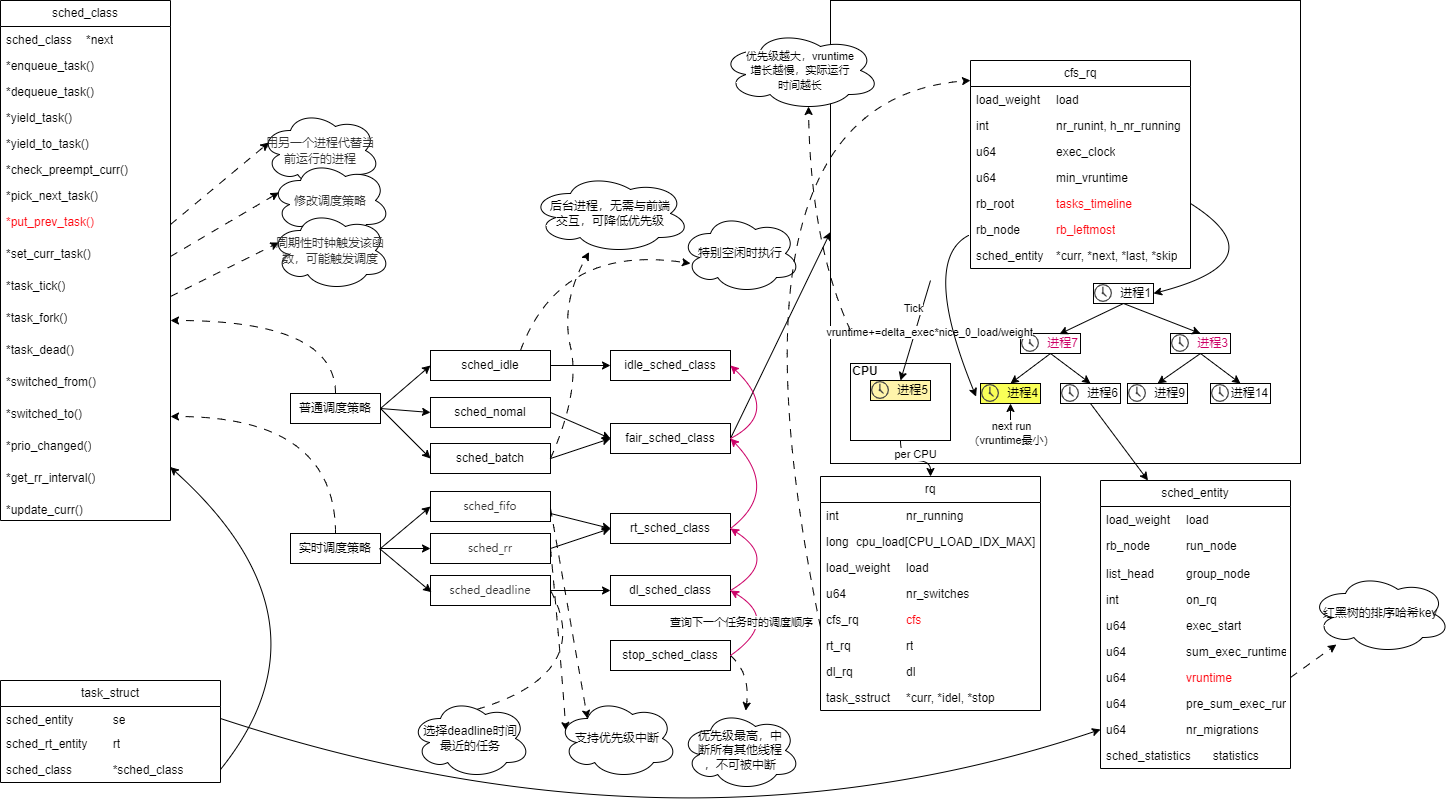 sched_class
sched_class *next
*enqueue_task()
*dequeue_task()
*yield_task()
*yield_to_task()
*check_preempt_curr()
*pick_next_task()
*put_prev_task()
*set_curr_task()
*task_tick()
*task_fork()
*task_dead()
*switched_from()
*switched_to()
*prio_changed()
*get_rr_interval()
*update_curr()
用另一个进程代替当
前运行的进程
修改调度策略
周期性时钟触发该函
数，可能触发调度
普通调度策略
实时调度策略
sched_idle
sched_nomal
sched_batch
sched_fifo
sched_rr
sched_deadline
后台进程，无需与前端
交互，可降低优先级
特别空闲时执行
idle_sched_class
fair_sched_class
rt_sched_class
dl_sched_class
stop_sched_class
查询下一个任务时的调度顺序
选择deadline时间
最近的任务
支持优先级中断
优先级最高，中
断所有其他线程
，不可被中断
task_struct
sched_entity se
sched_rt_entity rt
sched_class *sched_class
优先级越大，vruntime
增长越慢，实际运行
时间越长
cfs_rq
load_weight load
int nr_runint, h_nr_running
u64 exec_clock
u64 min_vruntime
rb_root tasks_timeline
rb_node rb_leftmost
sched_entity *curr, *next, *last, *skip
Tick
vruntime+=delta_exec*nice_0_load/weight
CPU
进程5
per CPU
进程1
进程7
进程3
进程4
进程6
进程9
进程14
next run
（vruntime最小）
rq
int nr_running
long cpu_load[CPU_LOAD_IDX_MAX]
load_weight load
u64 nr_switches
cfs_rq cfs
rt_rq rt
dl_rq dl
task_sstruct *curr, *idel, *stop
sched_entity
load_weight load
rb_node run_node
list_head group_node
int on_rq
u64 exec_start
u64 sum_exec_runtime
u64 vruntime
u64 pre_sum_exec_rur
u64 nr_migrations
sched_statistics statistics
红黑树的排序哈希key